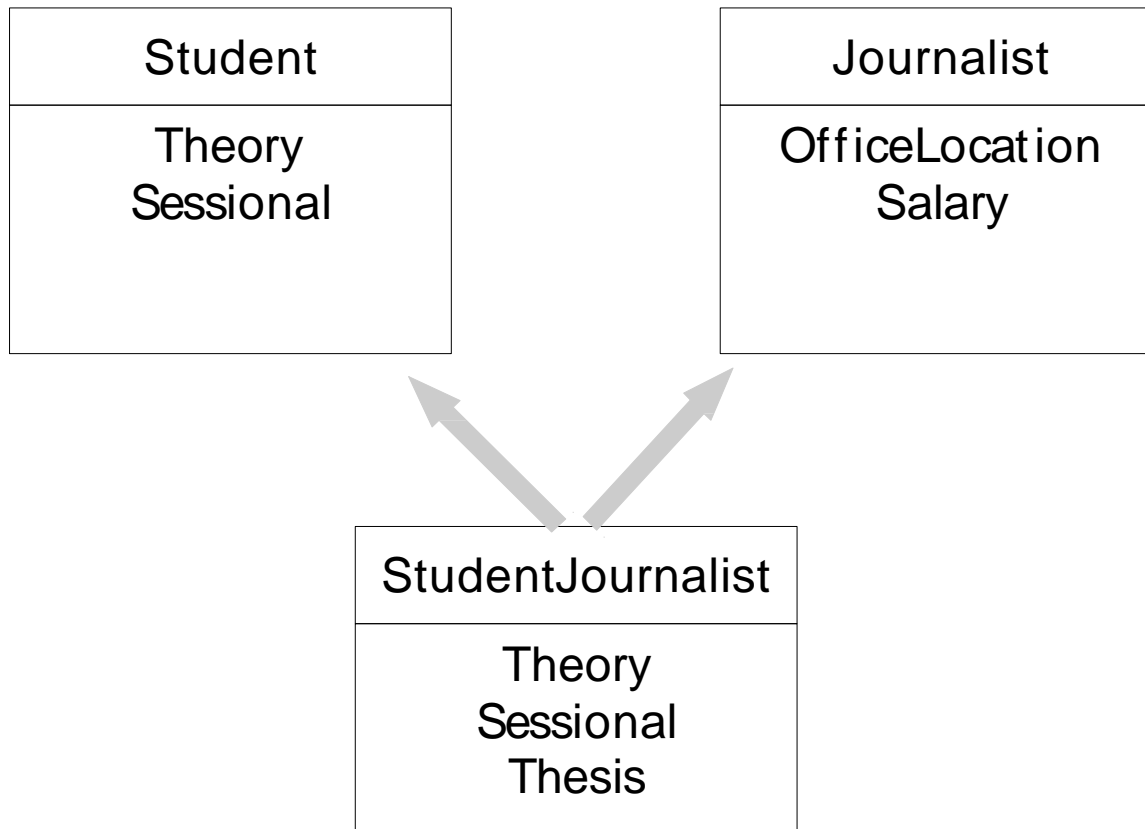 Student
Theory
Sessional
Journalist
OfficeLocation
Salary
StudentJournalist
Theory
Sessional
Thesis